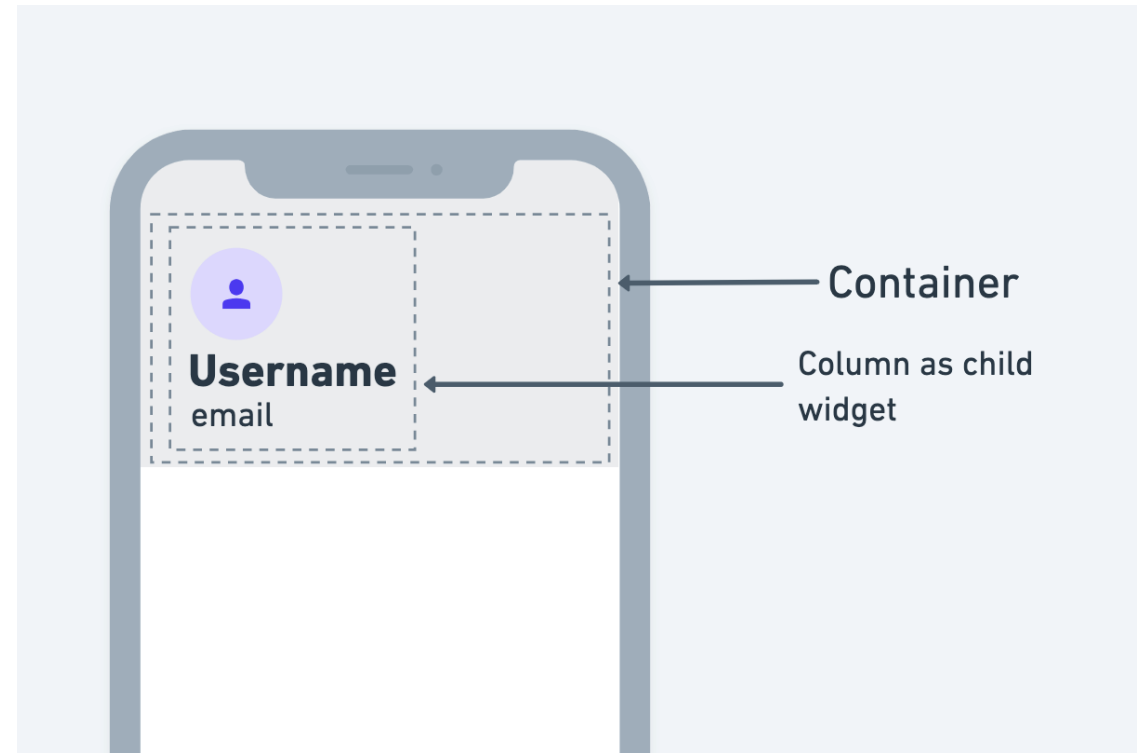 Container
Username
email
Column as child
widget